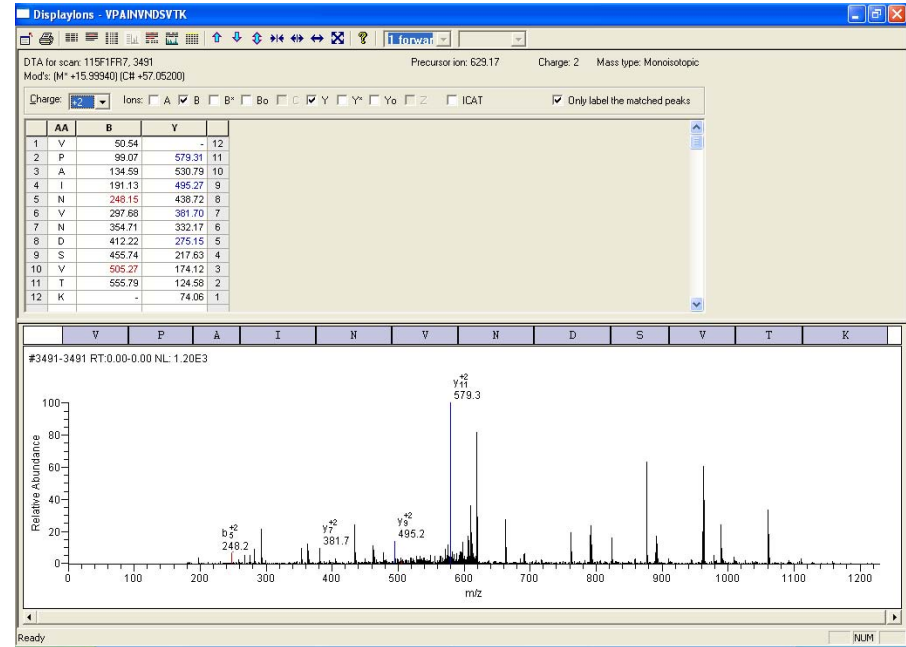 DisplayIons - VPAINVNDSVTK
1 forwar
DTA for scan: 115F1FR7, 3491 Precursor ion: 629.17 Charge: 2 Mass type: Monoisotopic
Mod's: (M* +15.99940) (C# +57.05200)
Charge: +2 Ions: A B B* Bo C Y Y* Yo Z ICAT Only label the matched peaks
AA B Y
1 V 50.54 - 12
2 P 99.07 579.31 11
3 A 134.59 530.79 10
4 I 191.13 495.27 9
5 N 248.15 438.72 8
6 V 297.68 381.70 7
7 N 354.71 332.17 6
8 D 412.22 275.15 5
9 S 455.74 217.63 4
10 V 505.27 174.12 3
11 T 555.79 124.58 2
12 K - 74.06 1
V P A I N V N D S V T K
#3491-3491 RT:0.00-0.00 NL: 1.20E3
y11+2
579.3
y9+2
495.2
y7+2
381.7
b5+2
248.2
Relative Abundance
100
80
60
40
20
0
0 100 200 300 400 500 600 700 800 900 1000 1100 1200
m/z
Ready NUM